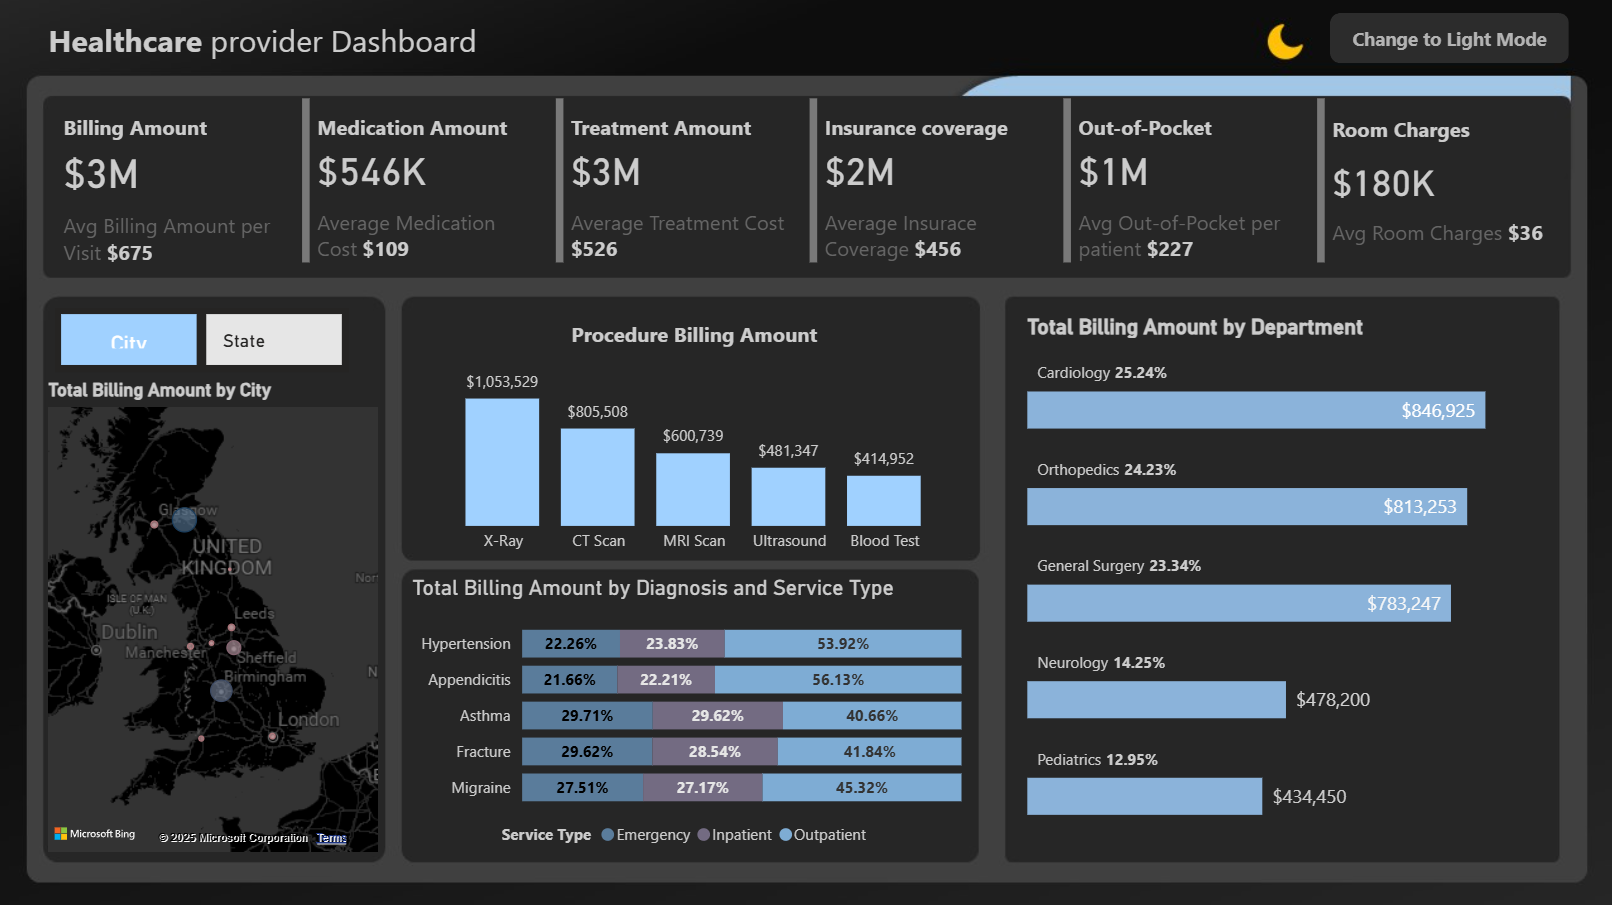 Healthcare provider Dashboard
Change to Light Mode
Billing Amount
$3M
Avg Billing Amount per
Visit $675
Medication Amount
$546K
Average Medication
Cost $109
Treatment Amount
$3M
Average Treatment Cost
$526
Insurance coverage
$2M
Average Insurace
Coverage $456
Out-of-Pocket
$1M
Avg Out-of-Pocket per
patient $227
Room Charges
$180K
Avg Room Charges $36
City
State
Total Billing Amount by City
Glasgow
UNITED
KINGDOM
Nor
ISLE OF MAN
(U.K.)
Leeds
Dublin
Manchester
Sheffield
N
Birmingham
London
Microsoft Bing
© 2025 Microsoft Corporation Terms
Procedure Billing Amount
$1,053,529
$805,508
$600,739
$481,347
$414,952
X-Ray
CT Scan
MRI Scan
Ultrasound
Blood Test
Total Billing Amount by Diagnosis and Service Type
Hypertension 22.26% 23.83% 53.92%
Appendicitis 21.66% 22.21% 56.13%
Asthma 29.71% 29.62% 40.66%
Fracture 29.62% 28.54% 41.84%
Migraine 27.51% 27.17% 45.32%
Service Type Emergency Inpatient Outpatient
Total Billing Amount by Department
Cardiology 25.24%
$846,925
Orthopedics 24.23%
$813,253
General Surgery 23.34%
$783,247
Neurology 14.25%
$478,200
Pediatrics 12.95%
$434,450